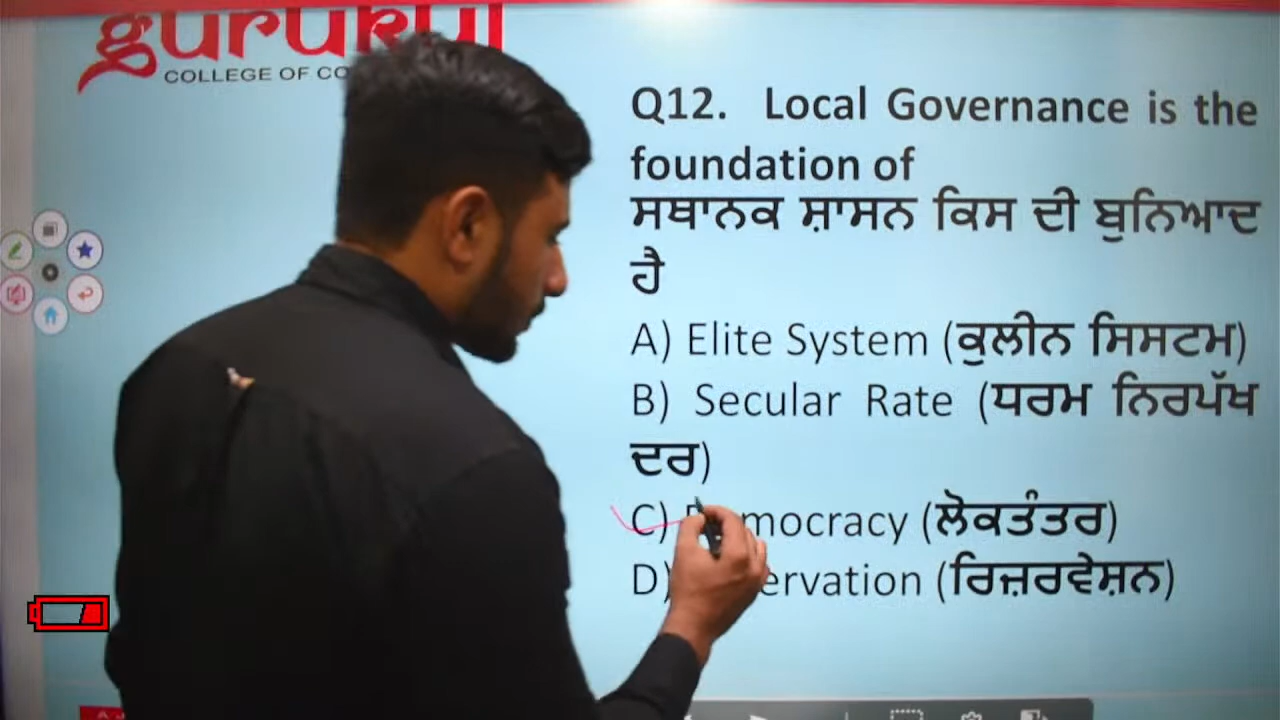 gurukul
COLLEGE OF CO
Q12. Local Governance is the
foundation of
ਸਥਾਨਕ ਸ਼ਾਸਨ ਕਿਸ ਦੀ ਬੁਨਿਆਦ
ਹੈ
A) Elite System (ਕੁਲੀਨ ਸਿਸਟਮ)
B) Secular Rate (ਧਰਮ ਨਿਰਪੱਖ
ਦਰ)
C) Democracy (ਲੋਕਤੰਤਰ)
D) ervation (ਰਿਜ਼ਰਵੇਸ਼ਨ)